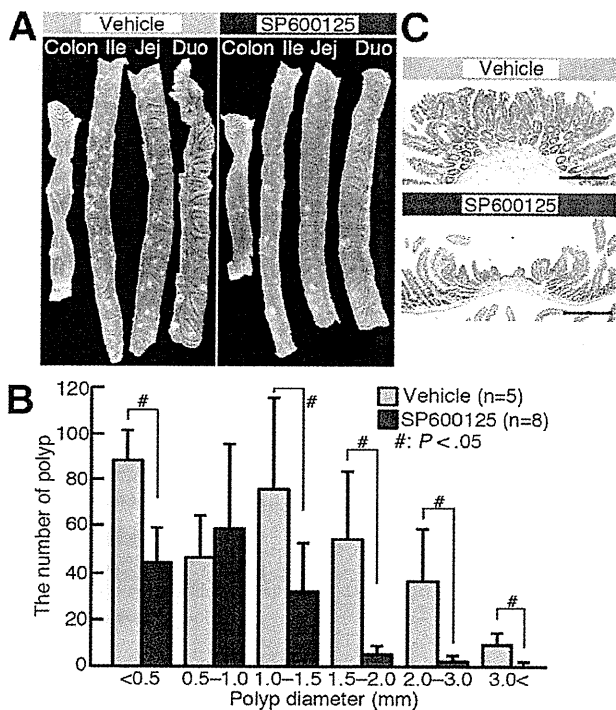 A
Vehicle
SP600125
Colon Ile Jej Duo
Colon Ile Jej Duo
C
Vehicle
SP600125
B
The number of polyp
120
100
80
60
40
20
0
Vehicle (n=5)
SP600125 (n=8)
#: P < .05
#
#
#
#
#
<0.5
0.5–1.0
1.0–1.5
1.5–2.0
2.0–3.0
3.0<
Polyp diameter (mm)